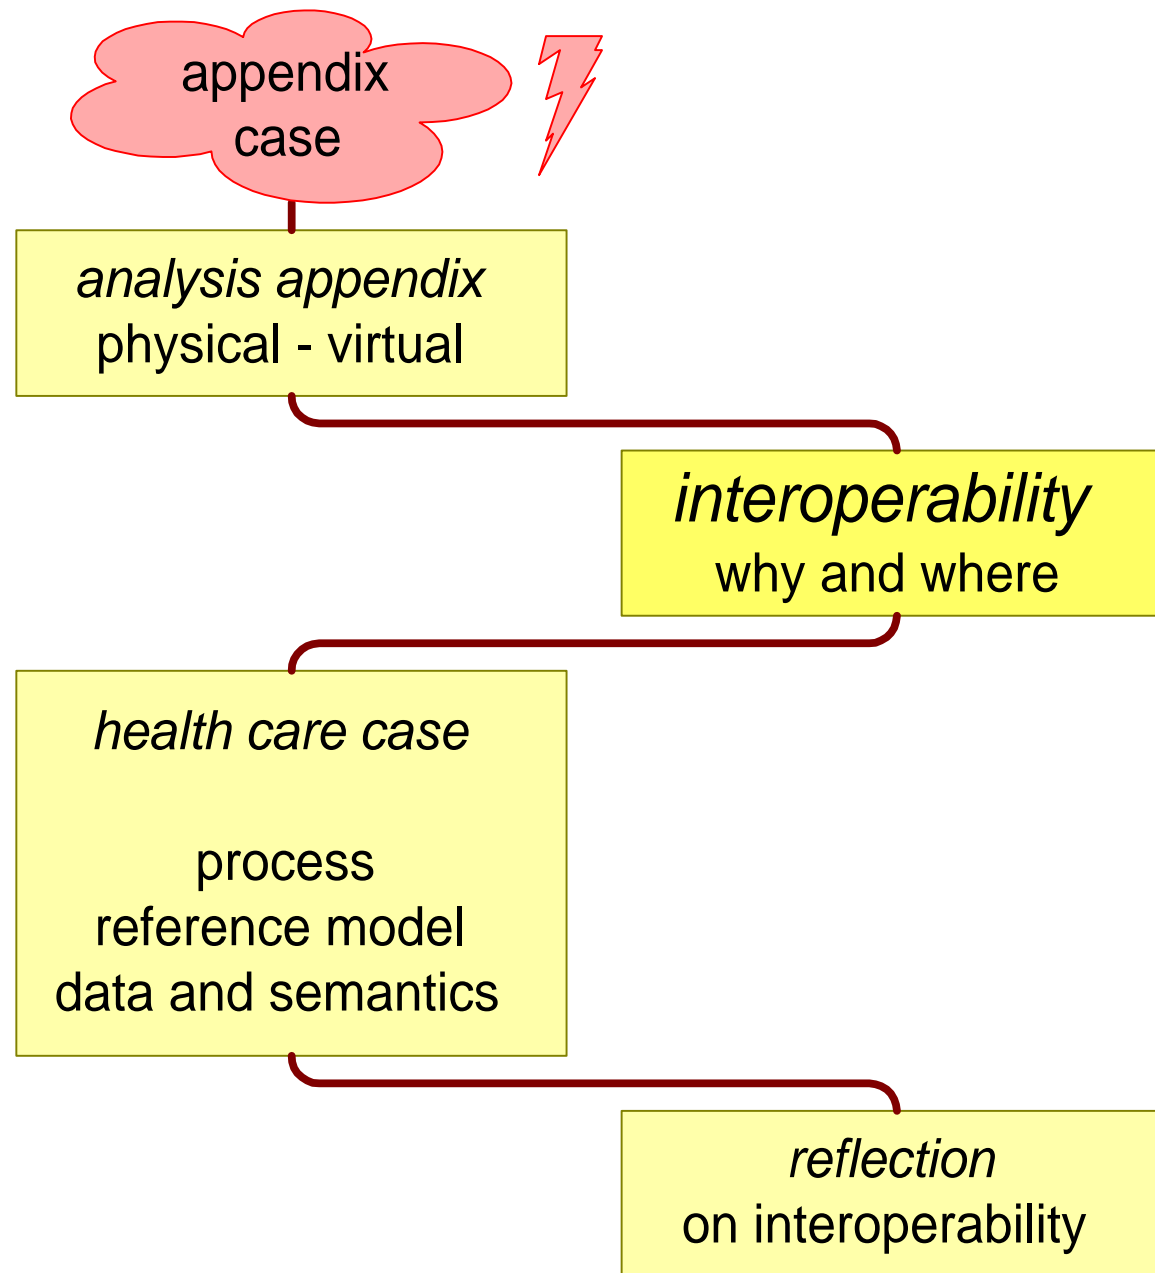 appendix
case
analysis appendix
physical - virtual
interoperability
why and where
health care case
process
reference model
data and semantics
reflection
on interoperability